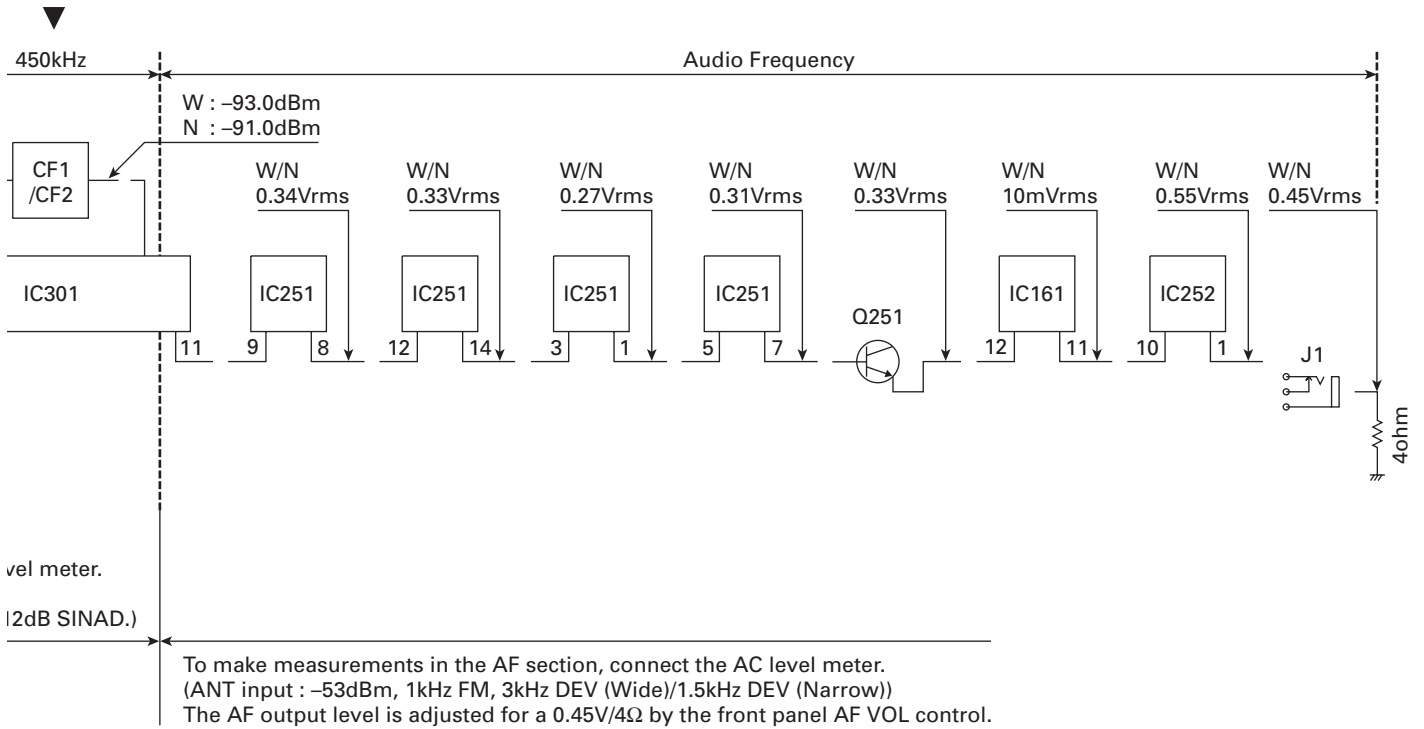 450kHz
Audio Frequency
W : –93.0dBm
N : –91.0dBm
CF1
/CF2
W/N
0.34Vrms
W/N
0.33Vrms
W/N
0.27Vrms
W/N
0.31Vrms
W/N
0.33Vrms
W/N
10mVrms
W/N
0.55Vrms
W/N
0.45Vrms
IC301
IC251
IC251
IC251
IC251
Q251
IC161
IC252
11
9
8
12
14
3
1
5
7
12
11
10
1
J1
4ohm
meter.
12dB SINAD.)
To make measurements in the AF section, connect the AC level meter.
(ANT input : –53dBm, 1kHz FM, 3kHz DEV (Wide)/1.5kHz DEV (Narrow))
The AF output level is adjusted for a 0.45V/4Ω by the front panel AF VOL control.